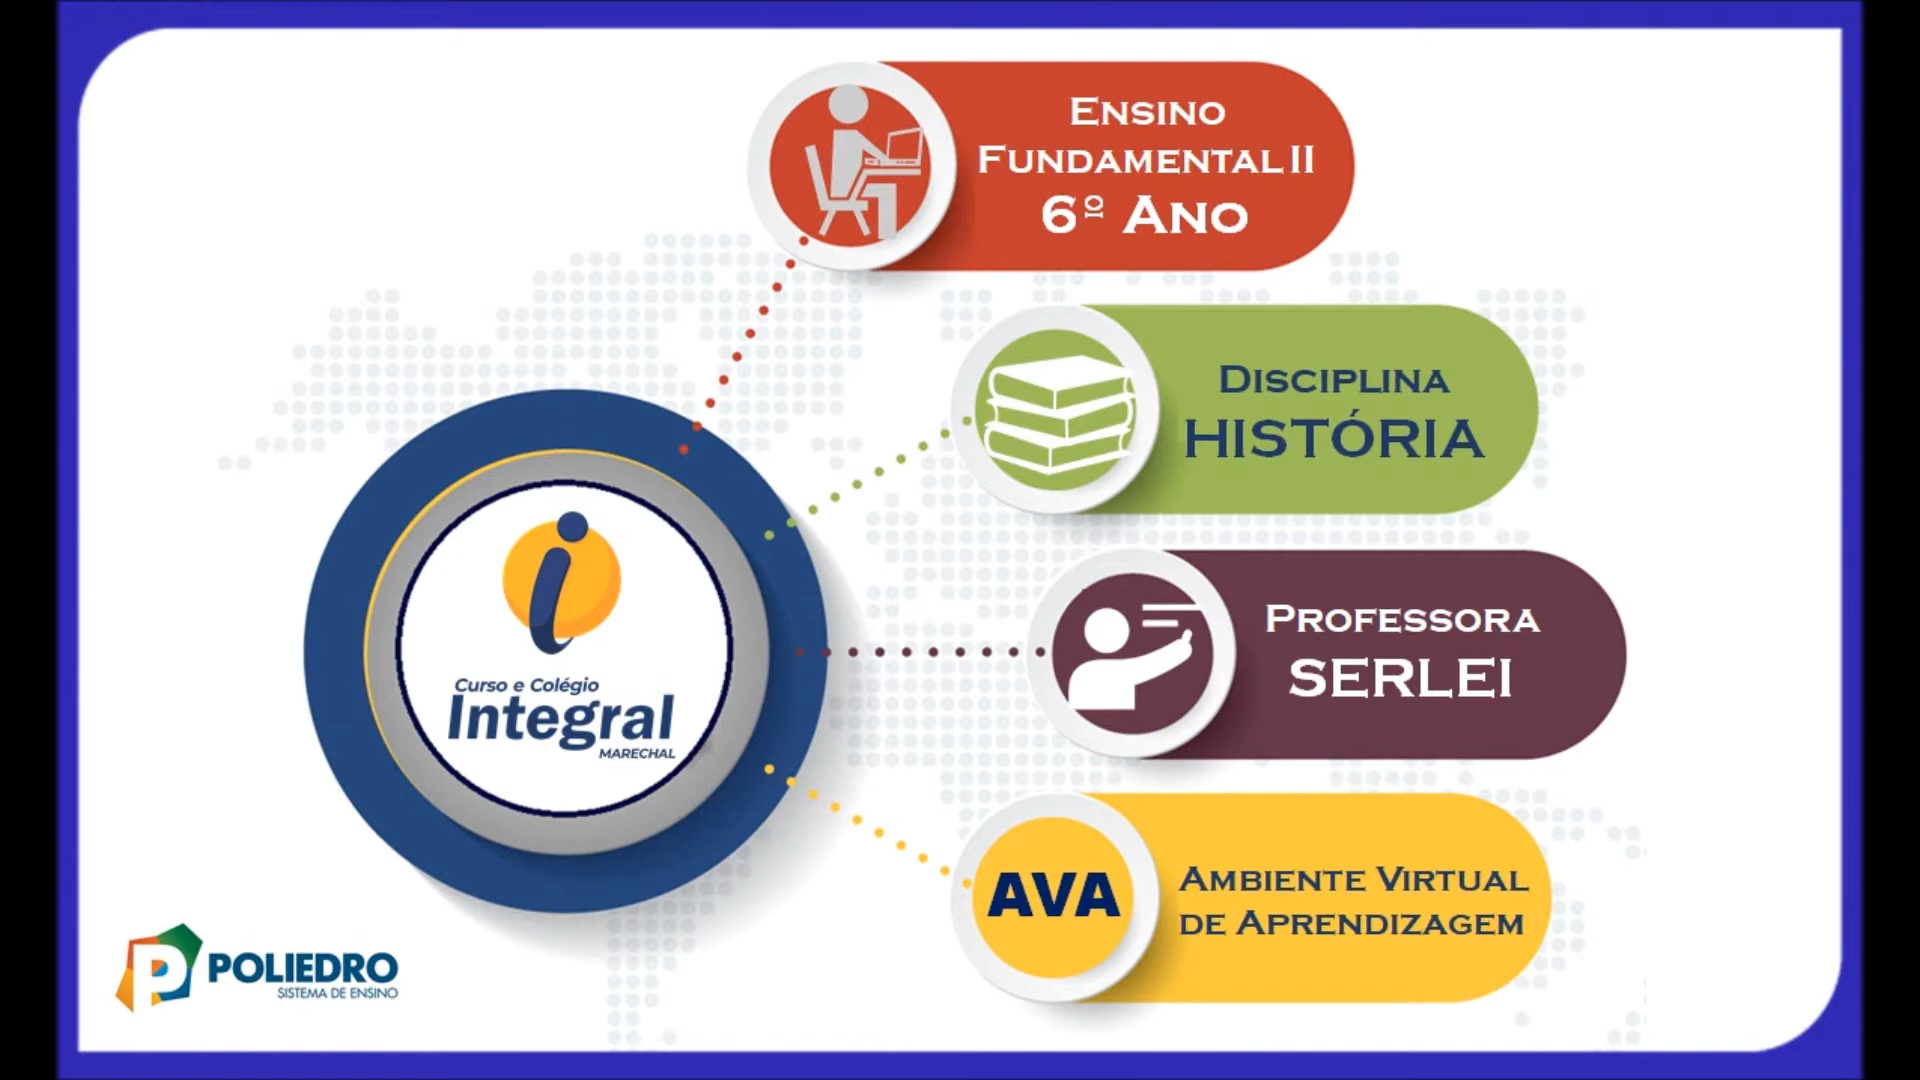 Ensino
Fundamental II
6º Ano
Disciplina
HISTÓRIA
Professora
SERLEI
AVA
Ambiente Virtual
de Aprendizagem
Curso e Colégio
Integral
MARECHAL
POLIEDRO
SISTEMA DE ENSINO